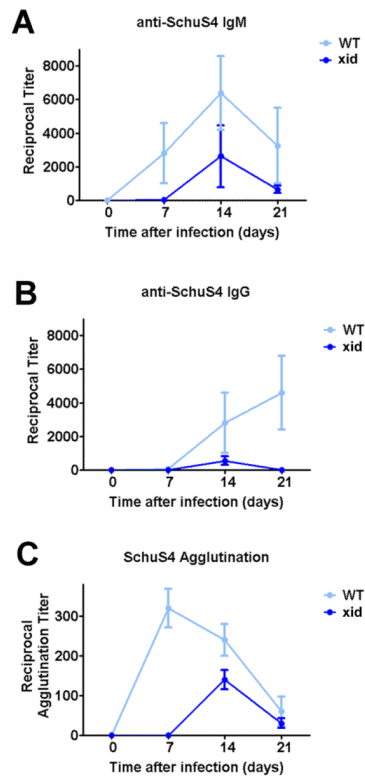 A
anti-SchuS4 IgM
WT
xid
Reciprocal Titer
8000
6000
4000
2000
0
0 7 14 21
Time after infection (days)
B
anti-SchuS4 IgG
WT
xid
Reciprocal Titer
8000
6000
4000
2000
0
0 7 14 21
Time after infection (days)
C
SchuS4 Agglutination
WT
xid
Reciprocal
Agglutination Titer
300
200
100
0
0 7 14 21
Time after infection (days)